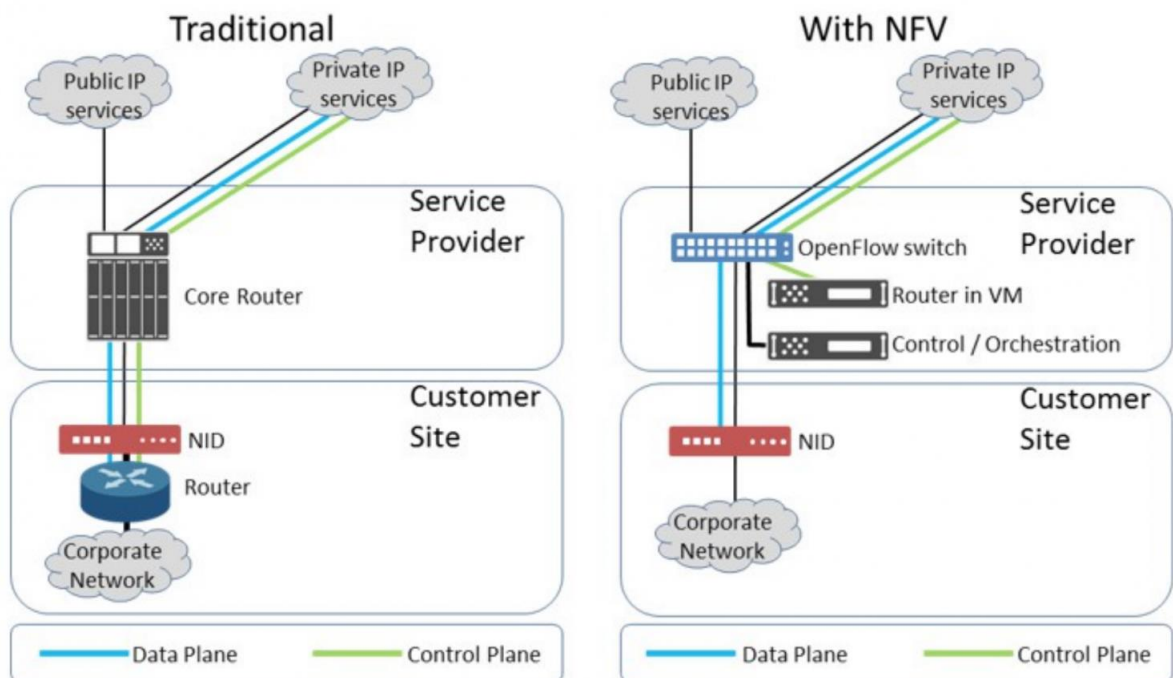 Traditional
Public IP
services
Private IP
services
Service
Provider
Core Router
Customer
Site
NID
Router
Corporate
Network
Data Plane
Control Plane
With NFV
Public IP
services
Private IP
services
Service
Provider
OpenFlow switch
Router in VM
Control / Orchestration
Customer
Site
NID
Corporate
Network
Data Plane
Control Plane